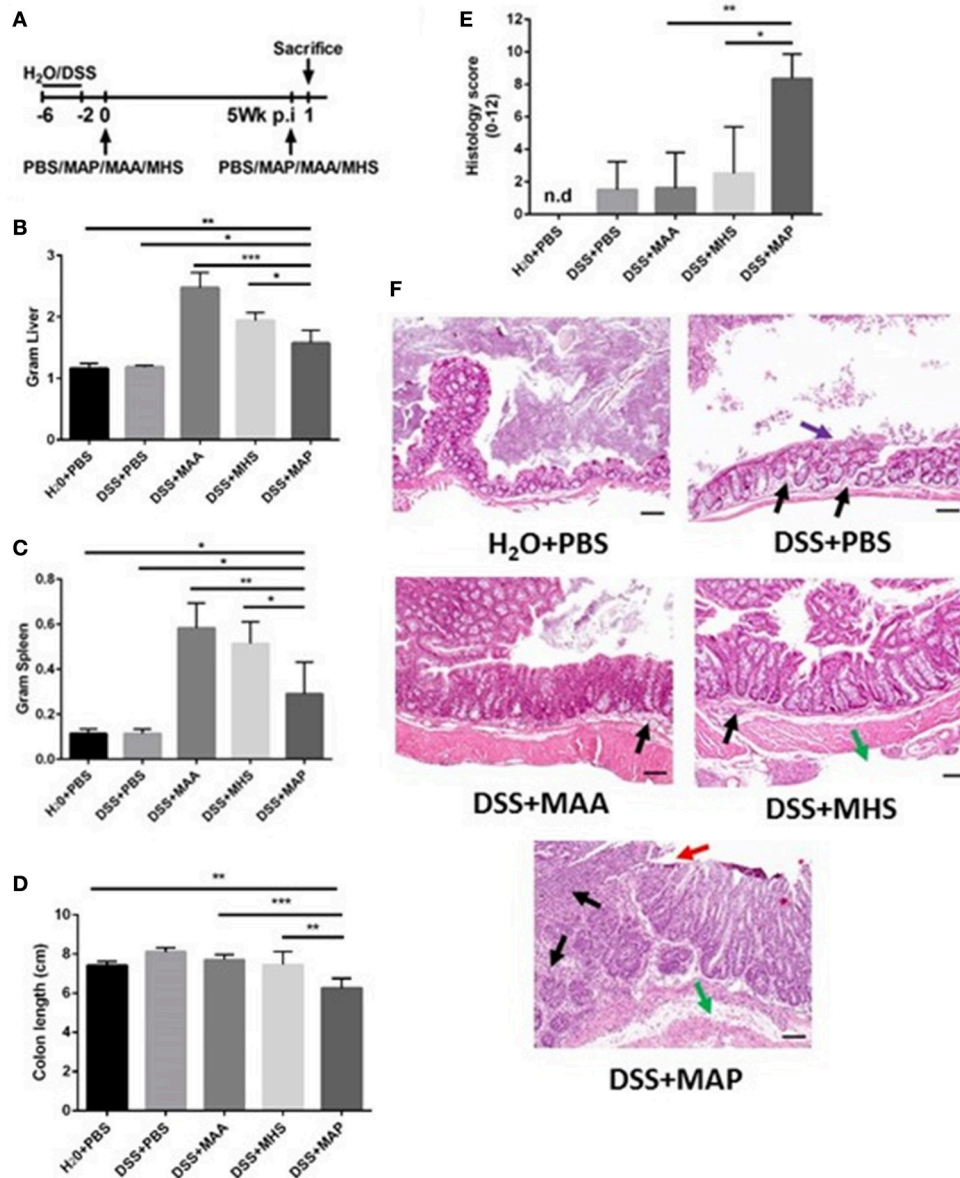 A
Sacrifice
H₂O/DSS
-6 -2 0 5Wk p.i 1
PBS/MAP/MAA/MHS PBS/MAP/MAA/MHS
B
**
*
***
*
Gram Liver
3
2
1
0
H20+PBS
DSS+PBS
DSS+MAA
DSS+MHS
DSS+MAP
C
*
*
**
*
Gram Spleen
0.8
0.6
0.4
0.2
0.0
H20+PBS
DSS+PBS
DSS+MAA
DSS+MHS
DSS+MAP
D
**
***
**
Colon length (cm)
10
8
6
4
2
0
H20+PBS
DSS+PBS
DSS+MAA
DSS+MHS
DSS+MAP
E
**
*
Histology score
(0-12)
12
10
8
6
4
2
0
n.d
H20+PBS
DSS+PBS
DSS+MAA
DSS+MHS
DSS+MAP
F
H₂O+PBS
DSS+PBS
DSS+MAA
DSS+MHS
DSS+MAP